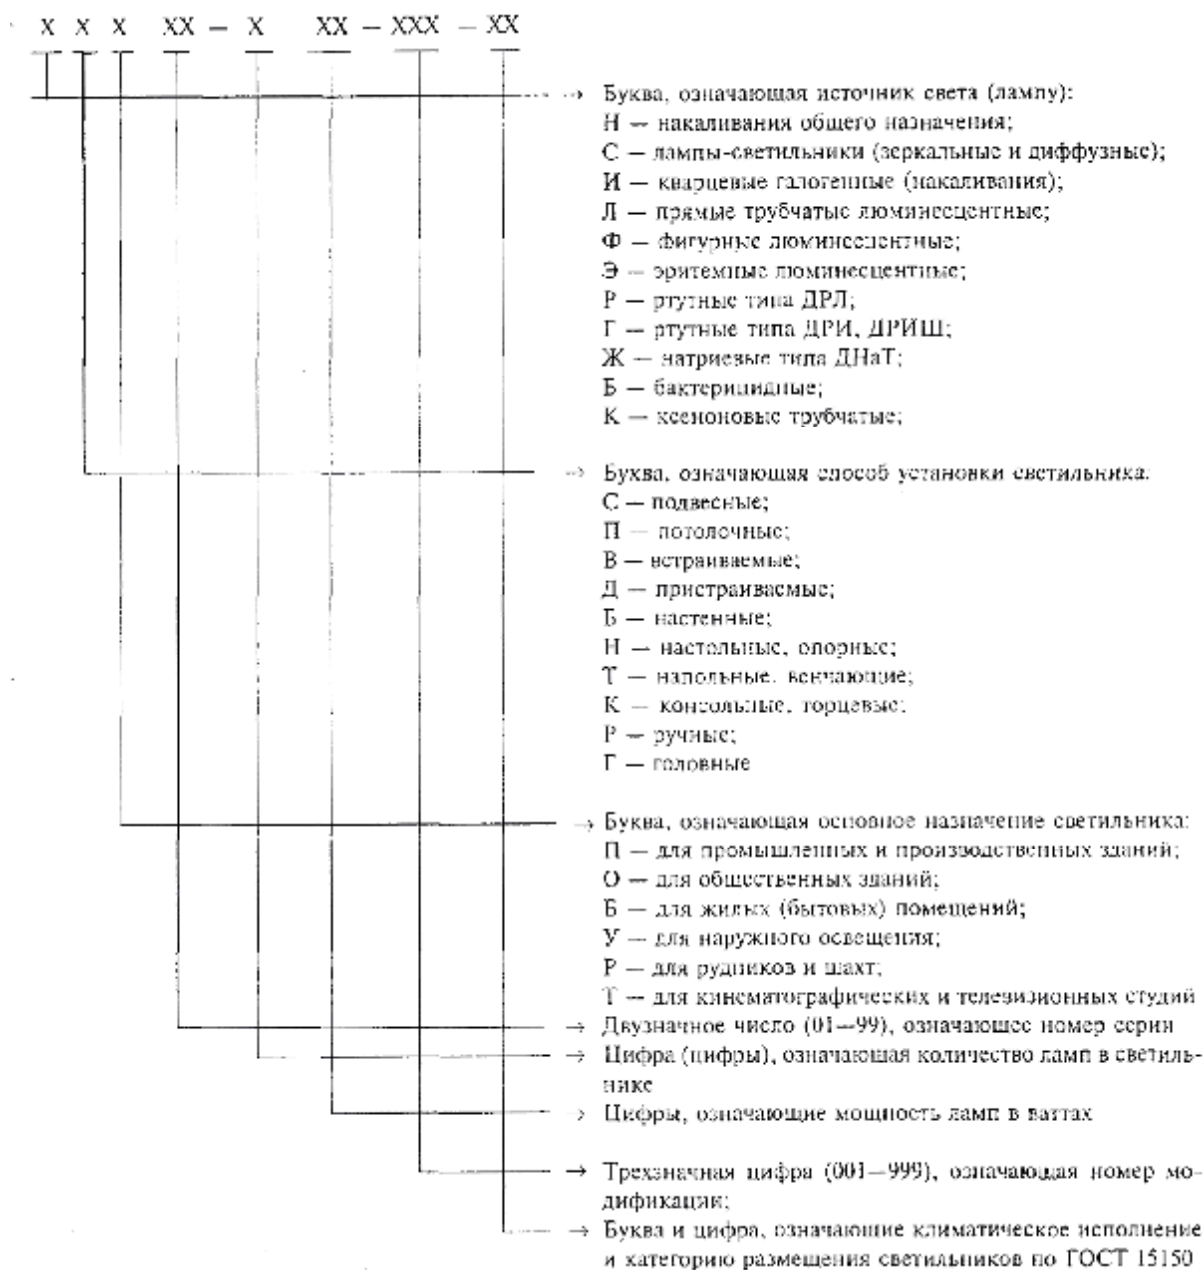 X X X XX – X XX – XXX – XX
Буква, означающая источник света (лампу):
Н — накаливания общего назначения;
С — лампы-светильники (зеркальные и диффузные);
И — кварцевые галогенные (накаливания);
Л — прямые трубчатые люминесцентные;
Ф — фигурные люминесцентные;
Э — эритемные люминесцентные;
Р — ртутные типа ДРЛ;
Г — ртутные типа ДРИ, ДРИШ;
Ж — натриевые типа ДНаТ;
Б — бактерицидные;
К — ксеноновые трубчатые;
Буква, означающая способ установки светильника:
С — подвесные;
П — потолочные;
В — встраиваемые;
Д — пристраиваемые;
Б — настенные;
Н — настольные, опорные;
Т — напольные, венчающие;
К — консольные, торцевые;
Р — ручные;
Г — головные
Буква, означающая основное назначение светильника:
П — для промышленных и производственных зданий;
О — для общественных зданий;
Б — для жилых (бытовых) помещений;
У — для наружного освещения;
Р — для рудников и шахт;
Т — для кинематографических и телевизионных студий
Двузначное число (01—99), означающее номер серии
Цифра (цифры), означающая количество ламп в светиль-
нике
Цифры, означающие мощность ламп в ваттах
Трехзначная цифра (001—999), означающая номер мо-
дификации;
Буква и цифра, означающие климатическое исполнение
и категорию размещения светильников по ГОСТ 15150